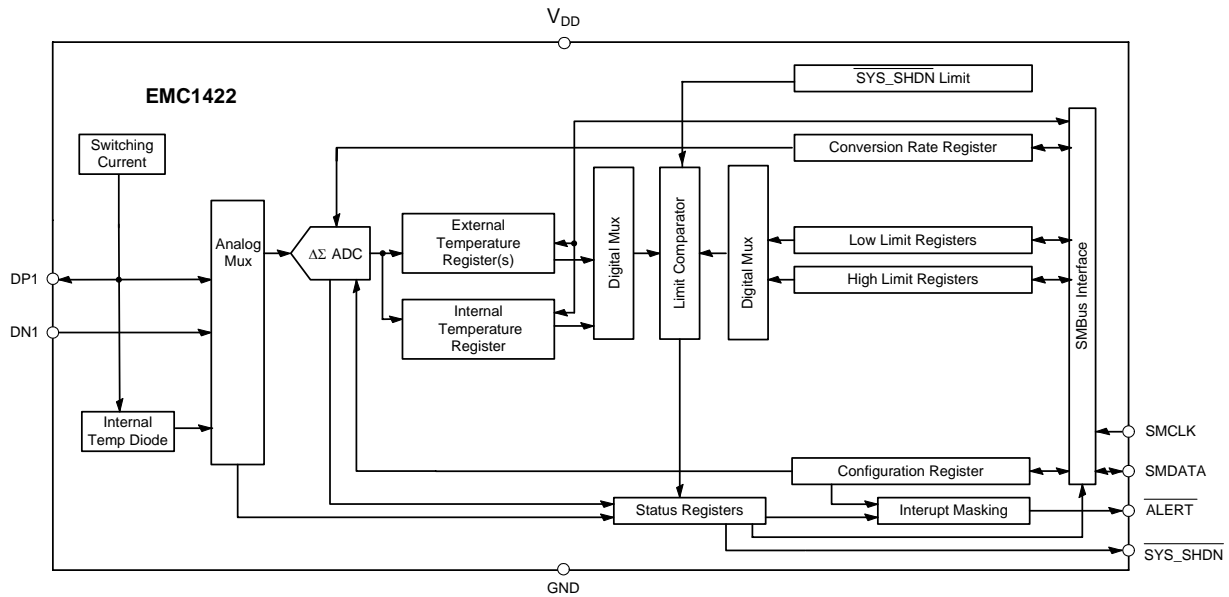 VDD
EMC1422
SYS_SHDN Limit
Switching
Current
Conversion Rate Register
Analog
Mux
ΔΣ ADC
External
Temperature
Register(s)
Digital Mux
Limit Comparator
Digital Mux
Low Limit Registers
High Limit Registers
SMBus Interface
DP1
DN1
Internal
Temperature
Register
Internal
Temp Diode
SMCLK
Configuration Register
SMDATA
Status Registers
Interupt Masking
ALERT
SYS_SHDN
GND